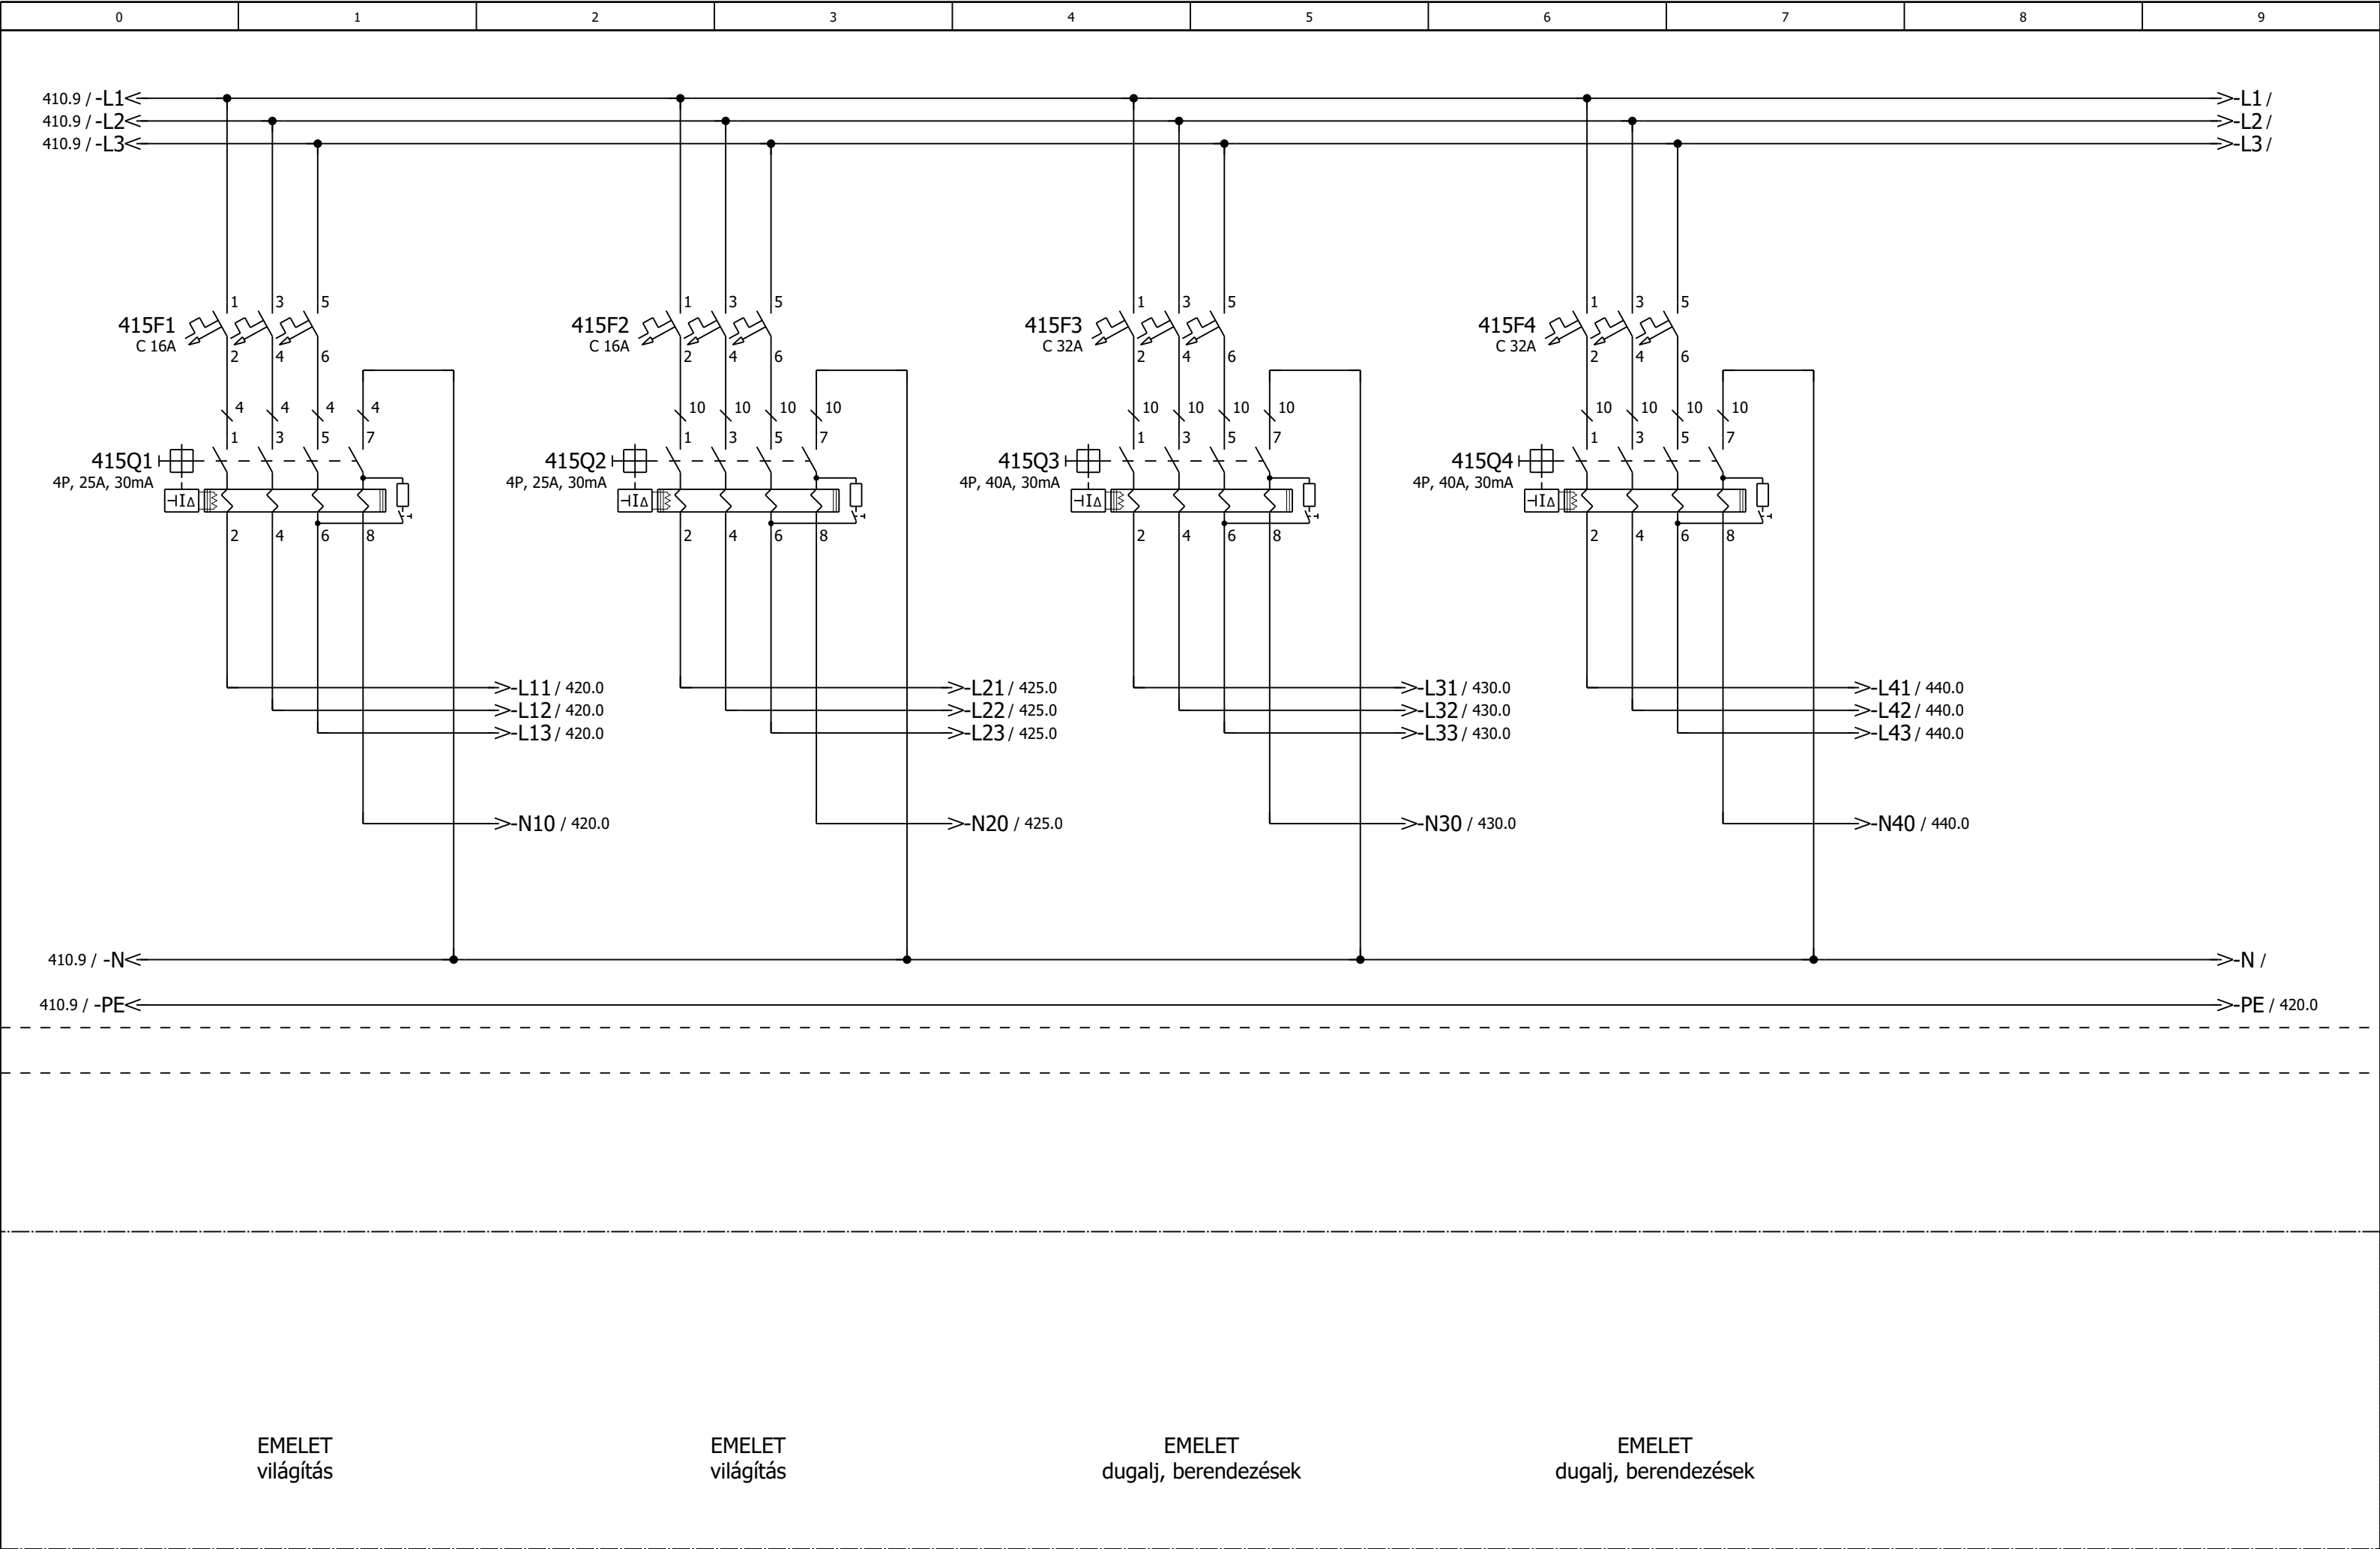 0 1 2 3 4 5 6 7 8 9
410.9 / -L1 -L1 /
410.9 / -L2 -L2 /
410.9 / -L3 -L3 /
1 3 5 1 3 5 1 3 5 1 3 5
415F1 415F2 415F3 415F4
C 16A C 16A C 32A C 32A
2 4 6 2 4 6 2 4 6 2 4 6
4 4 4 4 10 10 10 10 10 10 10 10 10 10 10 10
1 3 5 7 1 3 5 7 1 3 5 7 1 3 5 7
415Q1 415Q2 415Q3 415Q4
4P, 25A, 30mA 4P, 25A, 30mA 4P, 40A, 30mA 4P, 40A, 30mA
I∆ I∆ I∆ I∆
2 4 6 8 2 4 6 8 2 4 6 8 2 4 6 8
-L11 / 420.0 -L21 / 425.0 -L31 / 430.0 -L41 / 440.0
-L12 / 420.0 -L22 / 425.0 -L32 / 430.0 -L42 / 440.0
-L13 / 420.0 -L23 / 425.0 -L33 / 430.0 -L43 / 440.0
-N10 / 420.0 -N20 / 425.0 -N30 / 430.0 -N40 / 440.0
410.9 / -N -N /
410.9 / -PE -PE / 420.0
EMELET EMELET EMELET EMELET
világítás világítás dugalj, berendezések dugalj, berendezések